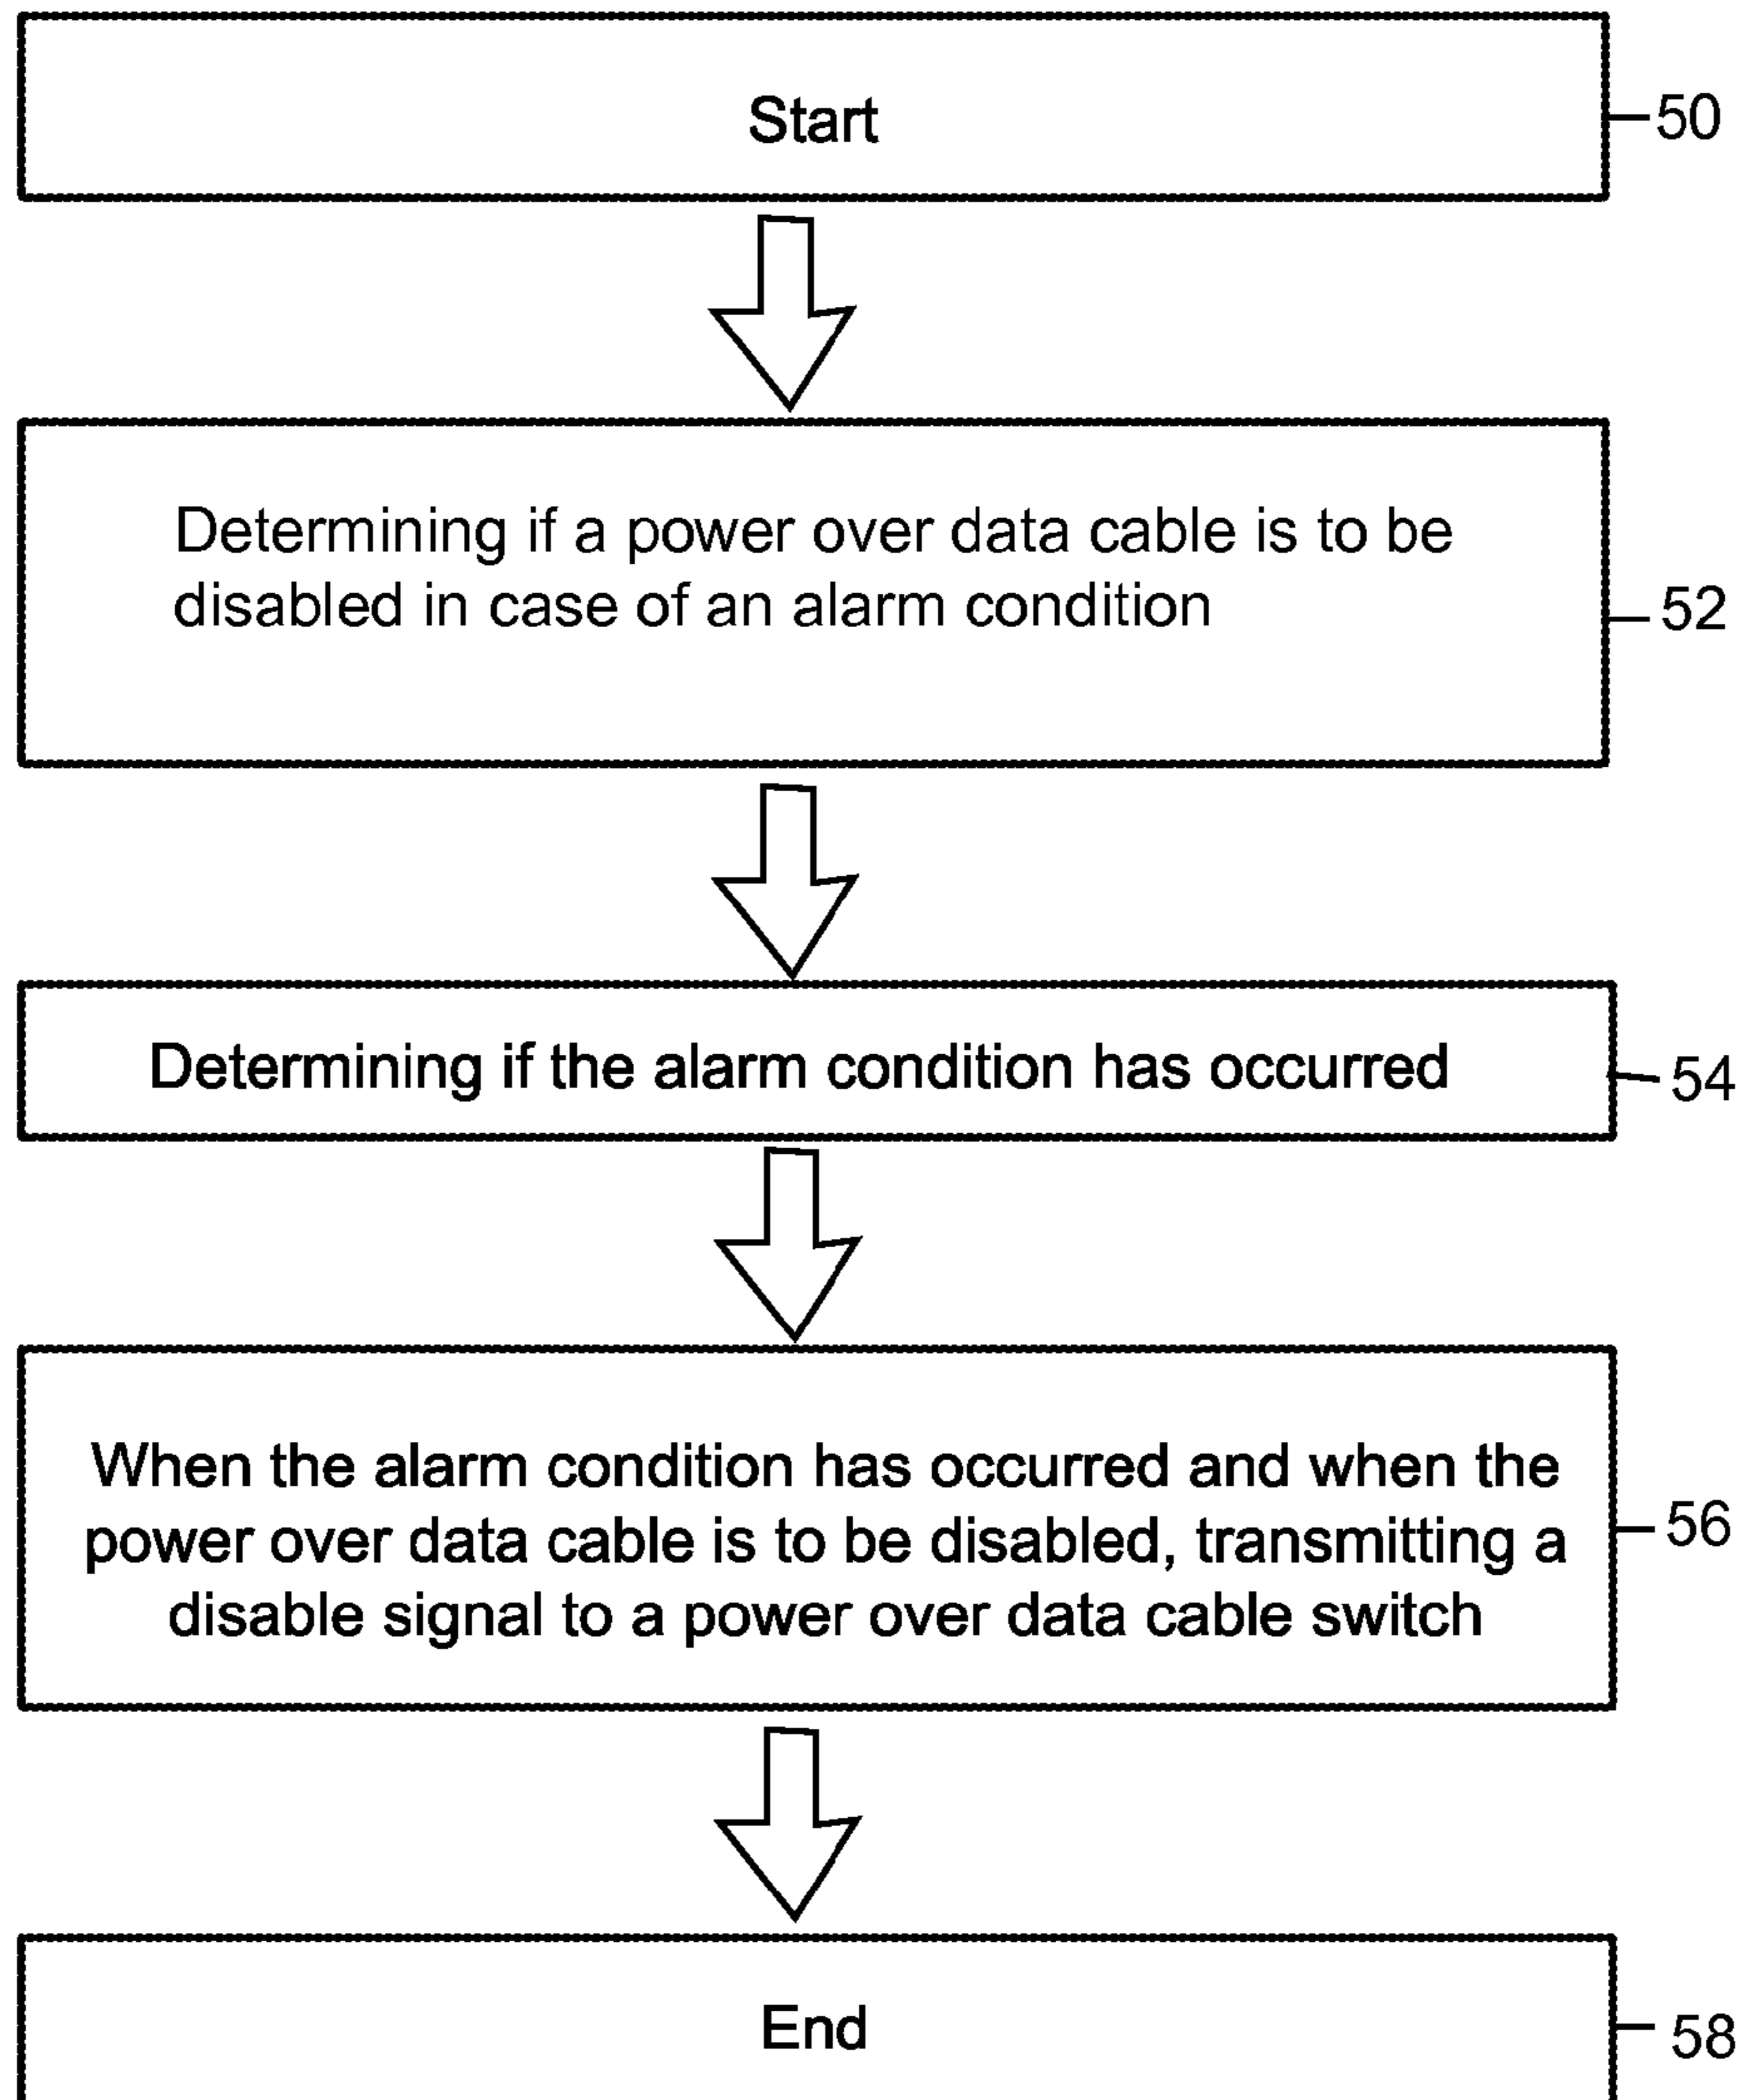 Start
50
Determining if a power over data cable is to be
disabled in case of an alarm condition
52
Determining if the alarm condition has occurred
54
When the alarm condition has occurred and when the
power over data cable is to be disabled, transmitting a
disable signal to a power over data cable switch
56
End
58